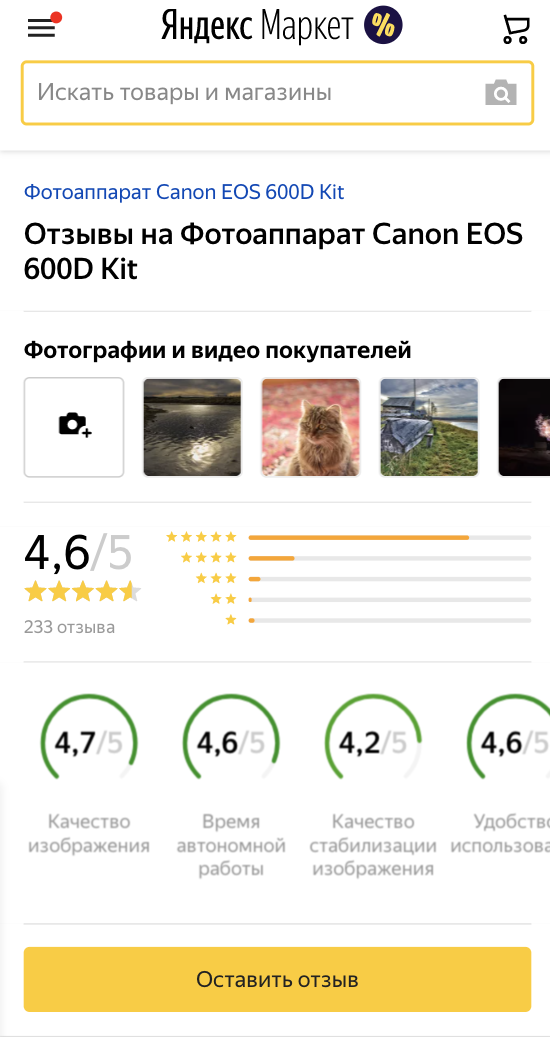 Яндекс Маркет %
Искать товары и магазины
Фотоаппарат Canon EOS 600D Kit
Отзывы на Фотоаппарат Canon EOS
600D Kit
Фотографии и видео покупателей
4,6/5
233 отзыва
4,7/5
4,6/5
4,2/5
4,6/5
Качество
изображения
Время
автономной
работы
Качество
стабилизации
изображения
Удобство
использова
Оставить отзыв